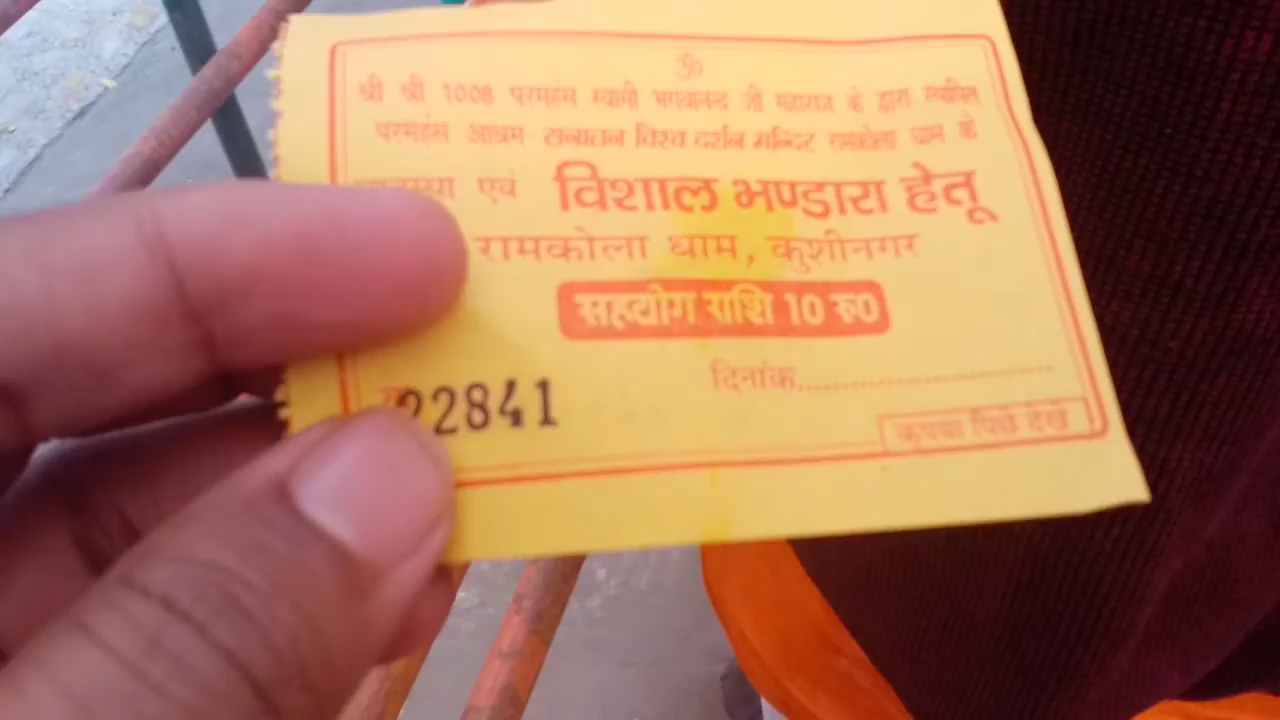 ॐ
श्री श्री 1008 परमहंस स्वामी भगवानन्द जी महाराज के द्वारा स्थापित
परमहंस आश्रम सनातन विश्व दर्शन मन्दिर रामकोला धाम के
एवं विशाल भण्डारा हेतू
रामकोला धाम, कुशीनगर
सहयोग राशि 10 रु0
दिनांक....................................
22841
कृपया पिछे देखें